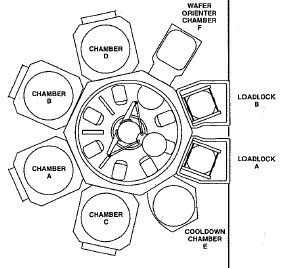 WAFER
ORIENTER
CHAMBER
F
CHAMBER
D
CHAMBER
B
LOADLOCK
B
LOADLOCK
A
CHAMBER
A
CHAMBER
C
COOLDOWN
CHAMBER
E